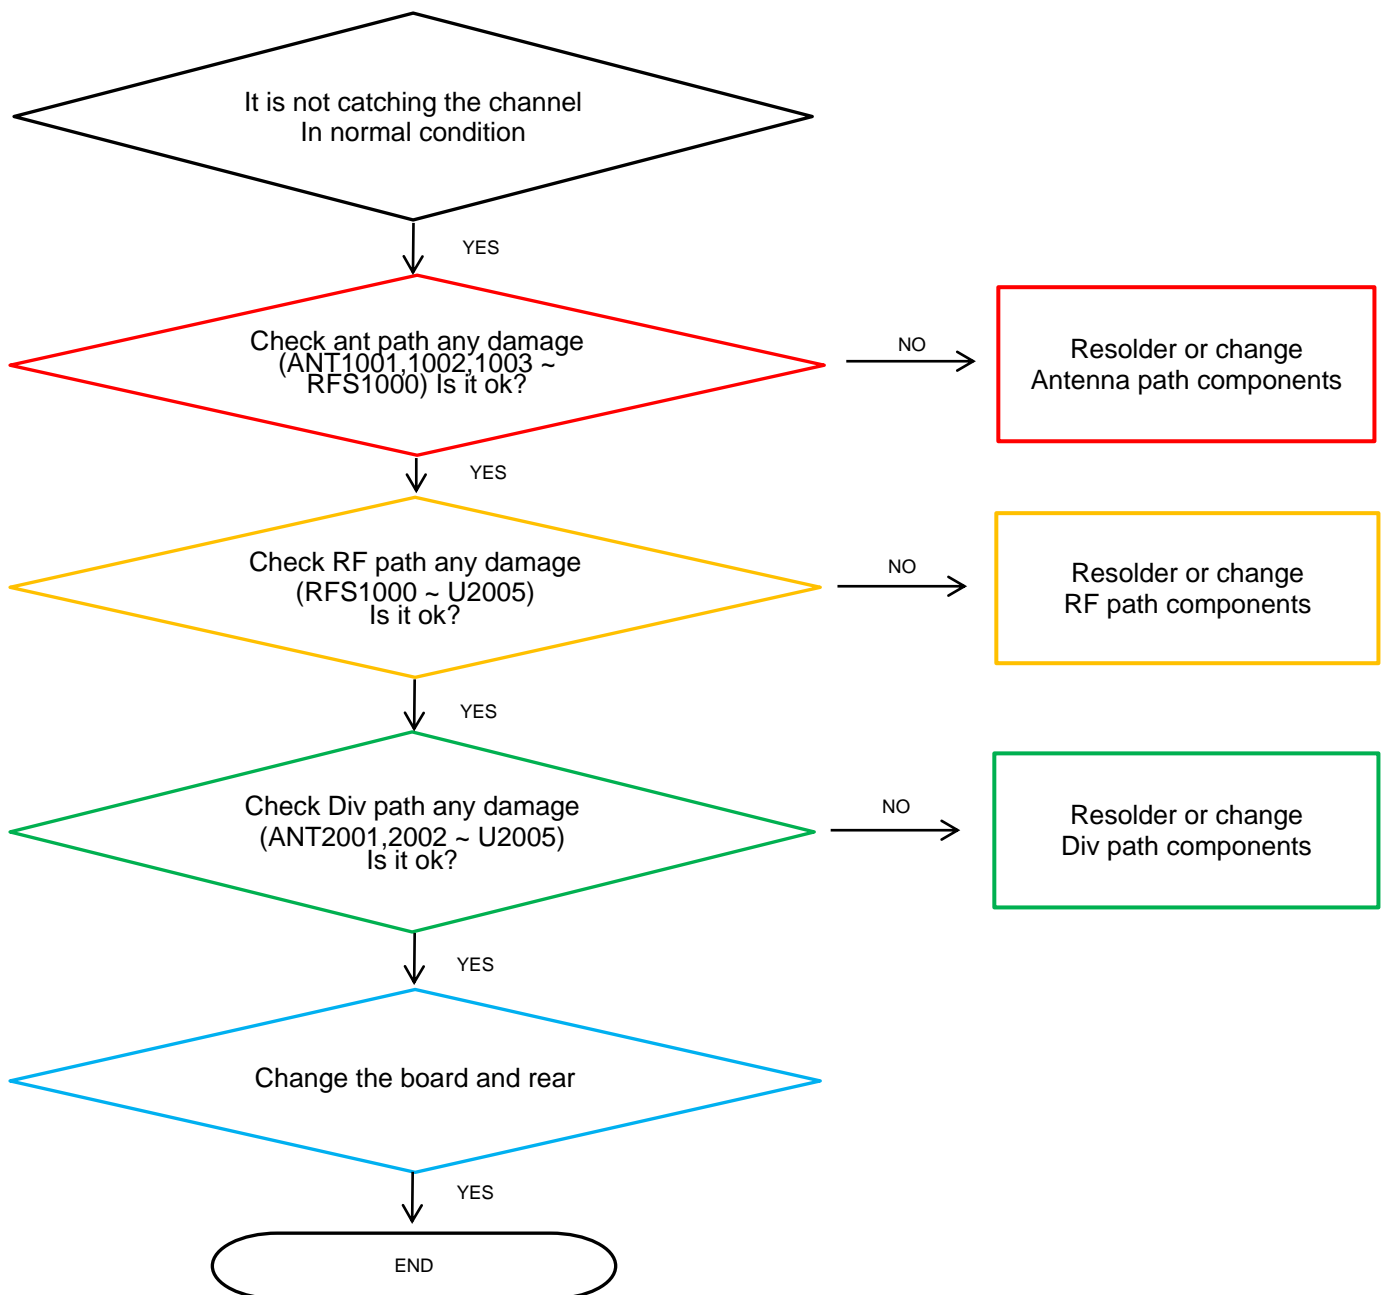 It is not catching the channel
In normal condition
YES
Check ant path any damage
(ANT1001,1002,1003 ~
RFS1000) Is it ok?
NO
Resolder or change
Antenna path components
YES
Check RF path any damage
(RFS1000 ~ U2005)
Is it ok?
NO
Resolder or change
RF path components
YES
Check Div path any damage
(ANT2001,2002 ~ U2005)
Is it ok?
NO
Resolder or change
Div path components
YES
Change the board and rear
YES
END